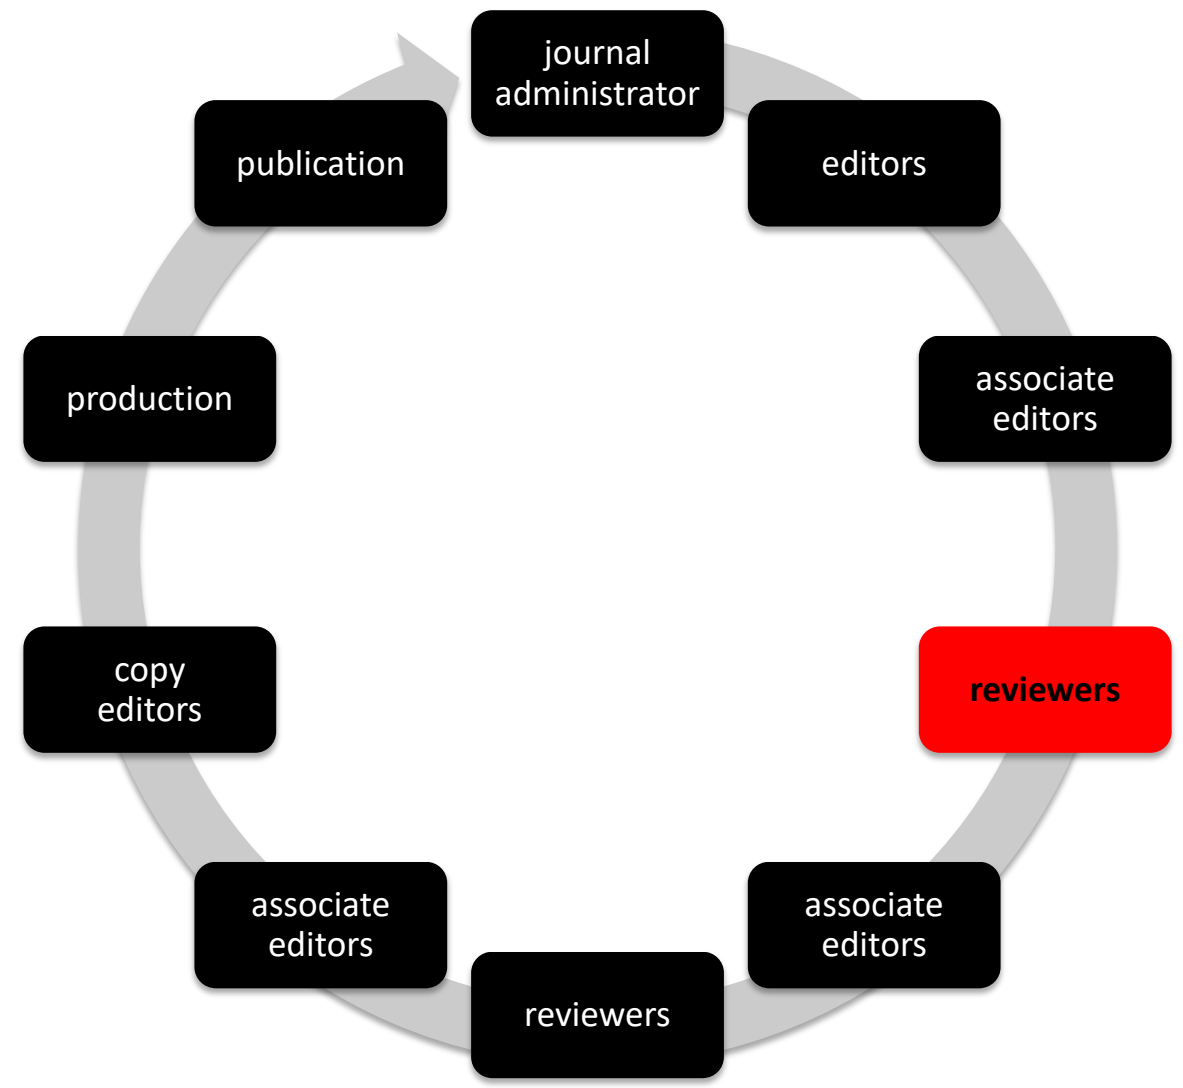 journal
administrator
editors
associate
editors
reviewers
associate
editors
reviewers
associate
editors
copy
editors
production
publication